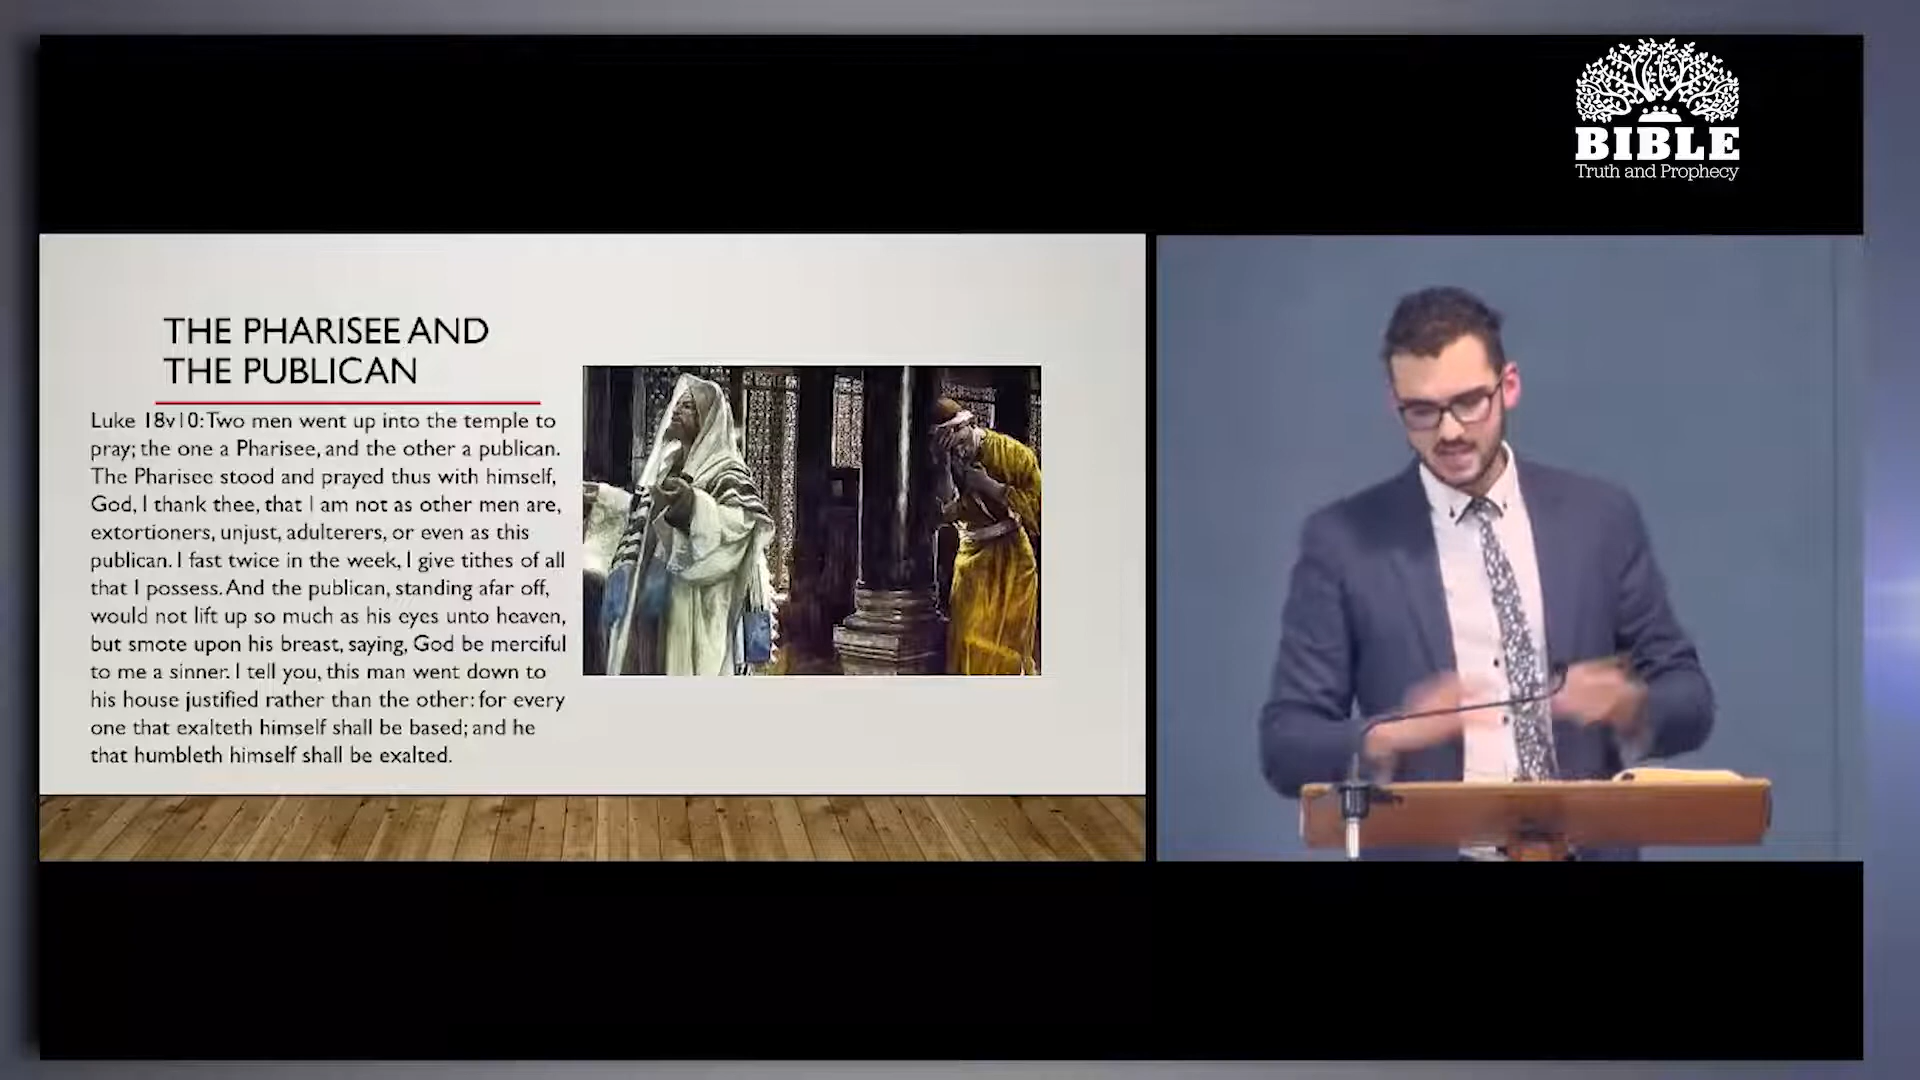 BIBLE
Truth and Prophecy
THE PHARISEE AND
THE PUBLICAN
Luke 18v10: Two men went up into the temple to
pray; the one a Pharisee, and the other a publican.
The Pharisee stood and prayed thus with himself,
God, I thank thee, that I am not as other men are,
extortioners, unjust, adulterers, or even as this
publican. I fast twice in the week, I give tithes of all
that I possess. And the publican, standing afar off,
would not lift up so much as his eyes unto heaven,
but smote upon his breast, saying, God be merciful
to me a sinner. I tell you, this man went down to
his house justified rather than the other: for every
one that exalteth himself shall be based; and he
that humbleth himself shall be exalted.